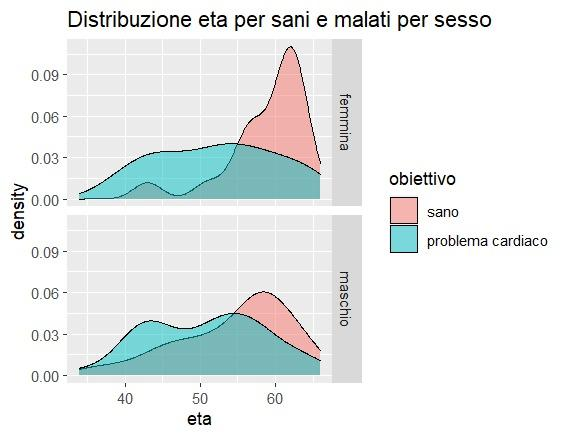 Distribuzione eta per sani e malati per sesso
density
0.09
0.06
0.03
0.00
femmina
0.09
0.06
0.03
0.00
maschio
40 50 60
eta
obiettivo
sano
problema cardiaco